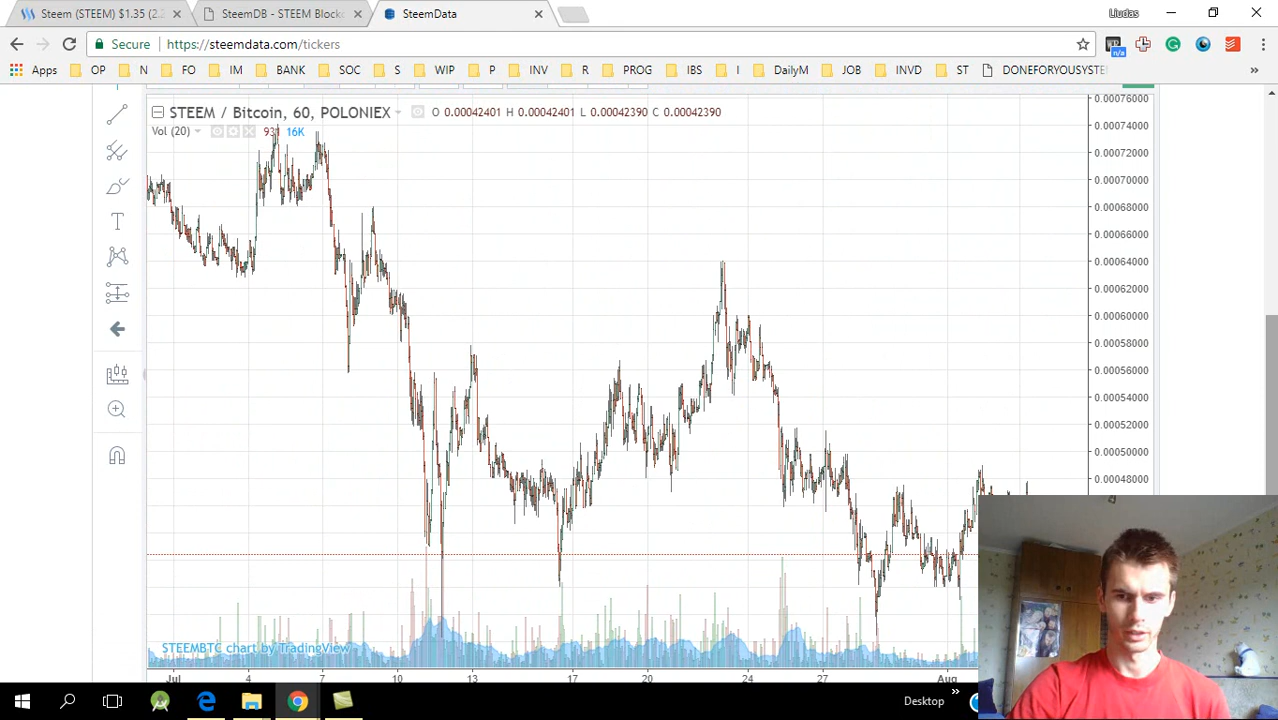 Steem (STEEM) $1.35 (2.2
SteemDB - STEEM Blockc
SteemData
Liudas
Secure
https://steemdata.com/tickers
n/a
Apps OP N FO IM BANK SOC S WIP P INV R PROG IBS I DailyM JOB INVD ST DONEFORYOUSYSTEM »
STEEM / Bitcoin, 60, POLONIEX O 0.00042401 H 0.00042401 L 0.00042390 C 0.00042390
Vol (20) 16K
0.00076000
0.00074000
0.00072000
0.00070000
0.00068000
0.00066000
0.00064000
0.00062000
0.00060000
0.00058000
0.00056000
0.00054000
0.00052000
0.00050000
0.00048000
STEEMBTC chart by TradingView
Jul 4 7 10 13 17 20 24 27 Aug
Desktop »